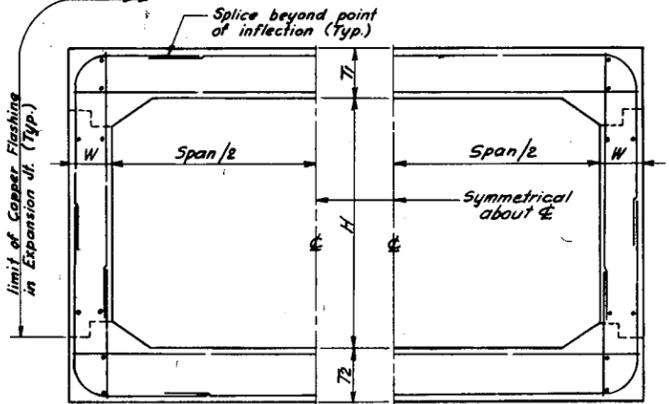 Splice beyond point
of inflection (Typ.)
limit of Copper Flashing
in Expansion Jt. (Typ.)
T1
W
Span/2
Span/2
W
Symmetrical
about ℄
H
℄
℄
T2